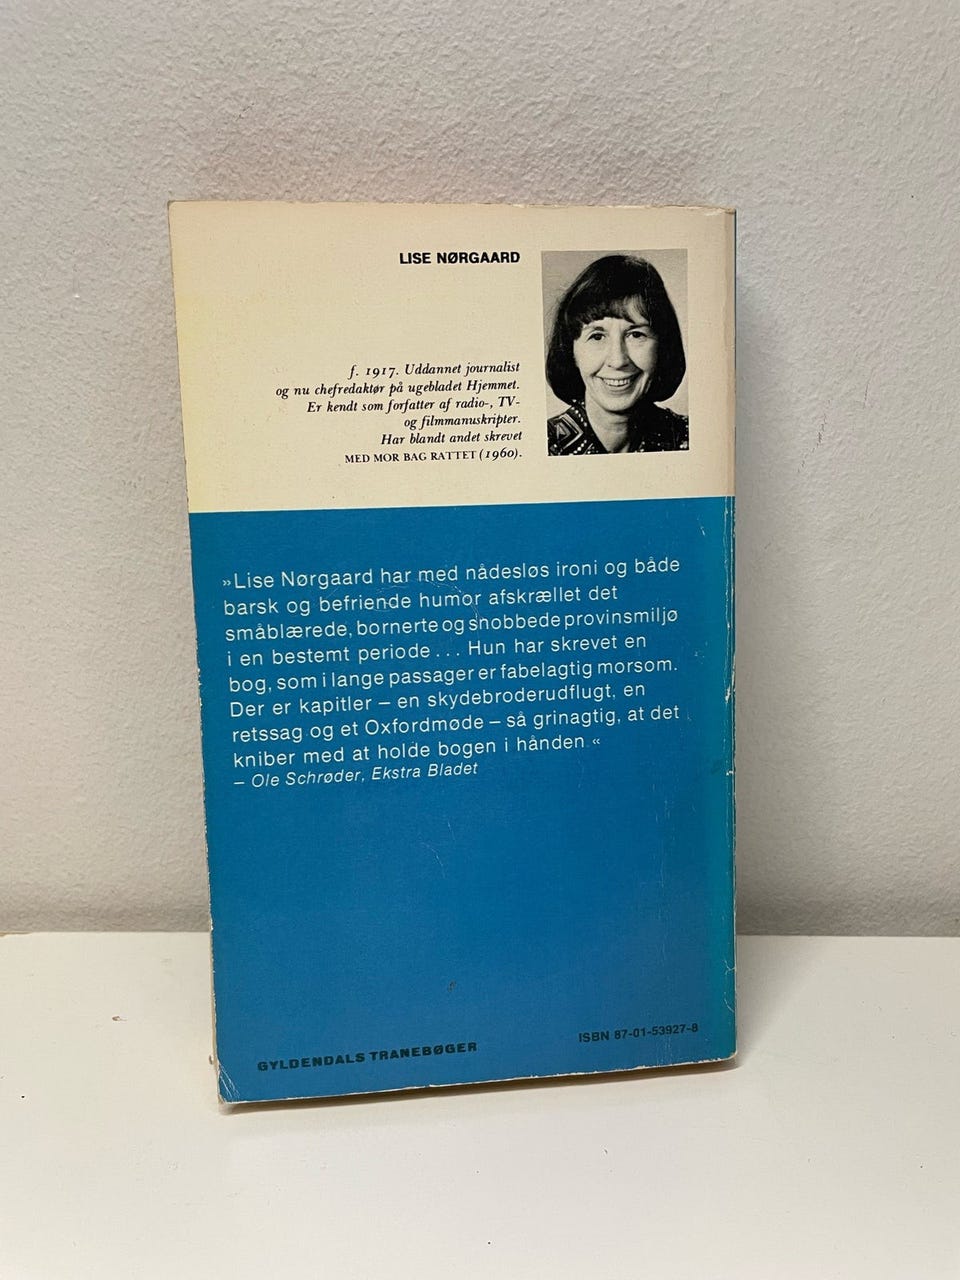 LISE NØRGAARD
f. 1917. Uddannet journalist
og nu chefredaktør på ugebladet Hjemmet.
Er kendt som forfatter af radio-, TV-
og filmmanuskripter.
Har blandt andet skrevet
MED MOR BAG RATTET (1960).
»Lise Nørgaard har med nådesløs ironi og både
barsk og befriende humor afskrællet det
småblærede, bornerte og snobbede provinsmiljø
i en bestemt periode . . . Hun har skrevet en
bog, som i lange passager er fabelagtig morsom.
Der er kapitler – en skydebroderudflugt, en
retssag og et Oxfordmøde – så grinagtig, at det
kniber med at holde bogen i hånden.«
– Ole Schrøder, Ekstra Bladet
GYLDENDALS TRANEBØGER
ISBN 87-01-53927-8